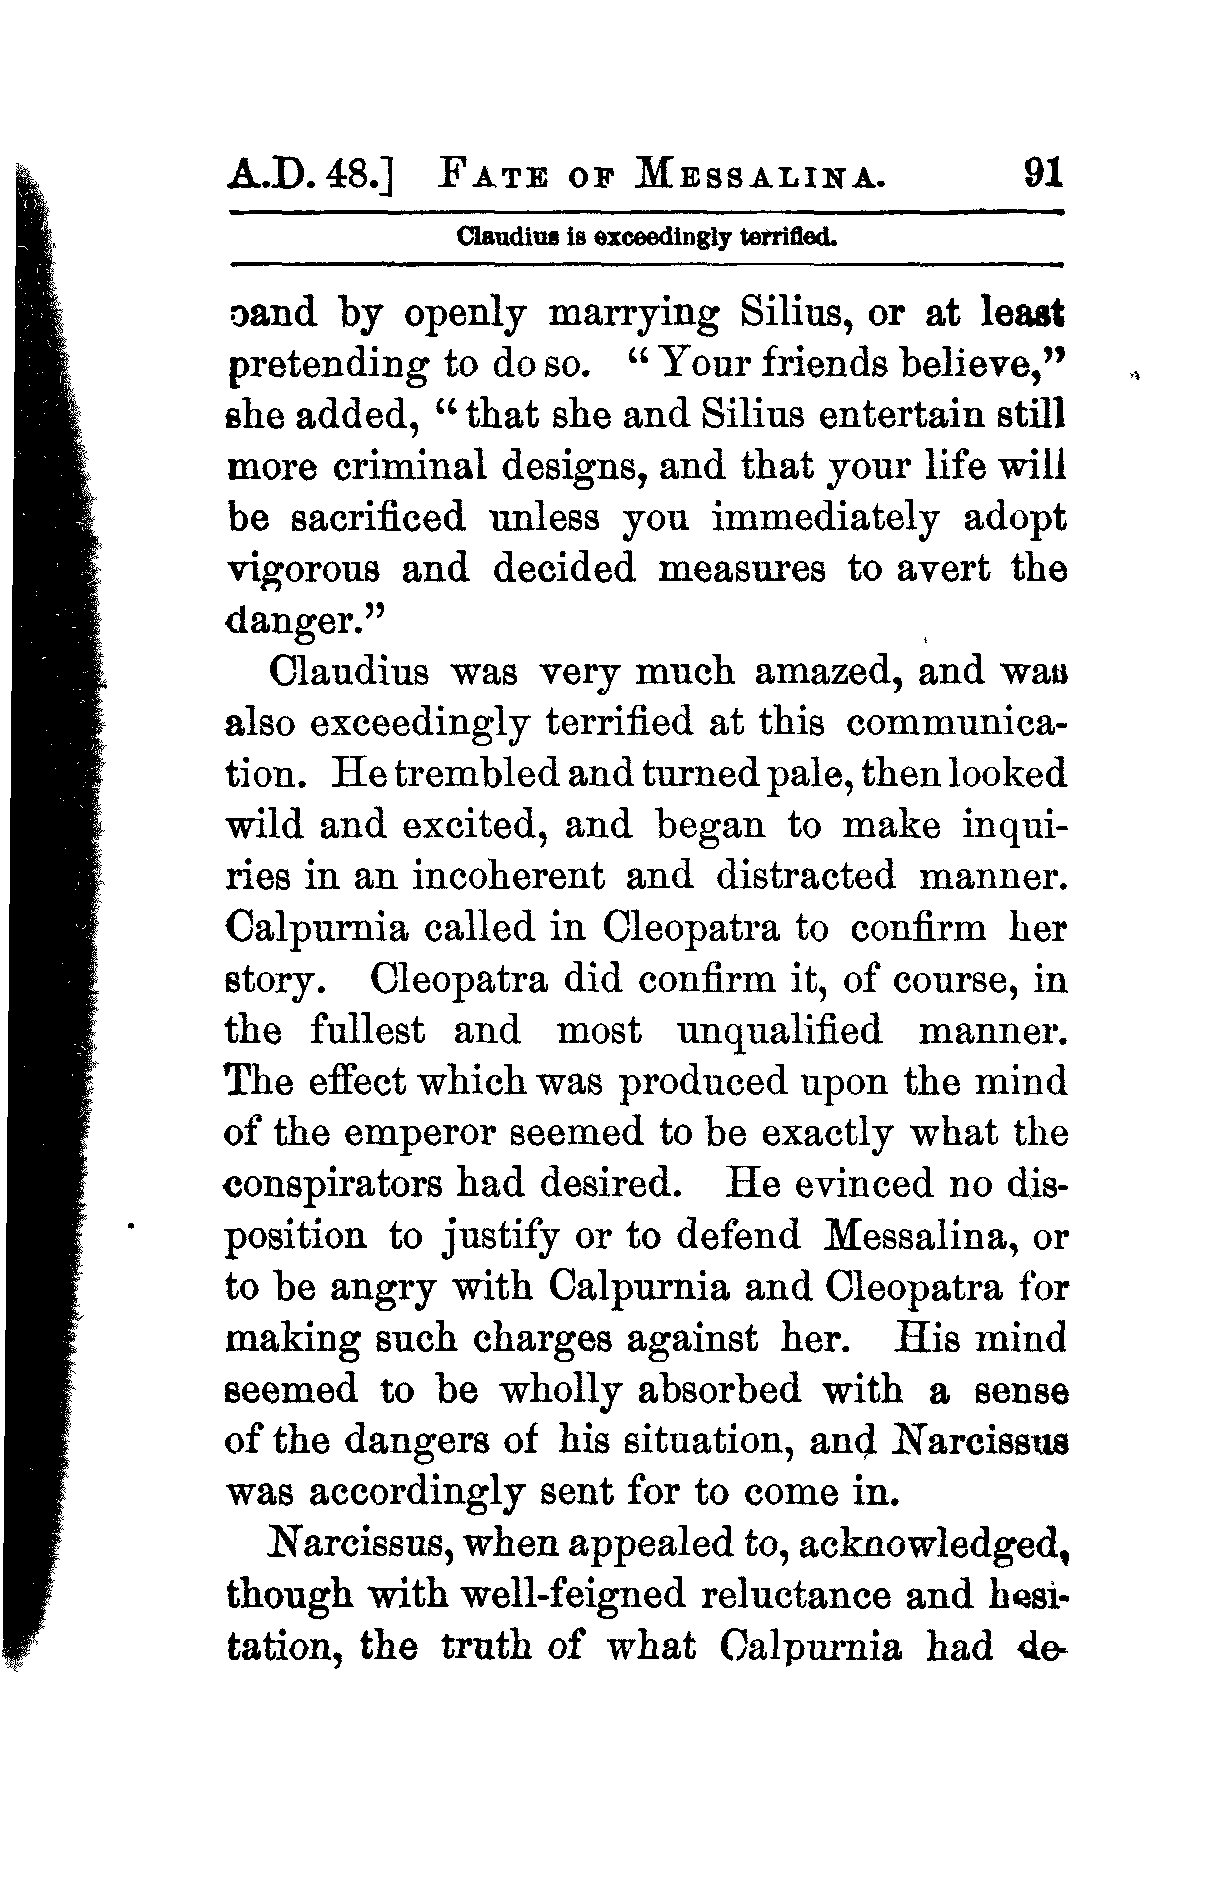 A.D. 48.] FATE OF MESSALINA. 91
Claudius is exceedingly terrified.
band by openly marrying Silius, or at least
pretending to do so. "Your friends believe,"
she added, "that she and Silius entertain still
more criminal designs, and that your life will
be sacrificed unless you immediately adopt
vigorous and decided measures to avert the
danger."
Claudius was very much amazed, and was
also exceedingly terrified at this communica-
tion. He trembled and turned pale, then looked
wild and excited, and began to make inqui-
ries in an incoherent and distracted manner.
Calpurnia called in Cleopatra to confirm her
story. Cleopatra did confirm it, of course, in
the fullest and most unqualified manner.
The effect which was produced upon the mind
of the emperor seemed to be exactly what the
conspirators had desired. He evinced no dis-
position to justify or to defend Messalina, or
to be angry with Calpurnia and Cleopatra for
making such charges against her. His mind
seemed to be wholly absorbed with a sense
of the dangers of his situation, and Narcissus
was accordingly sent for to come in.
Narcissus, when appealed to, acknowledged,
though with well-feigned reluctance and hesi-
tation, the truth of what Calpurnia had de-